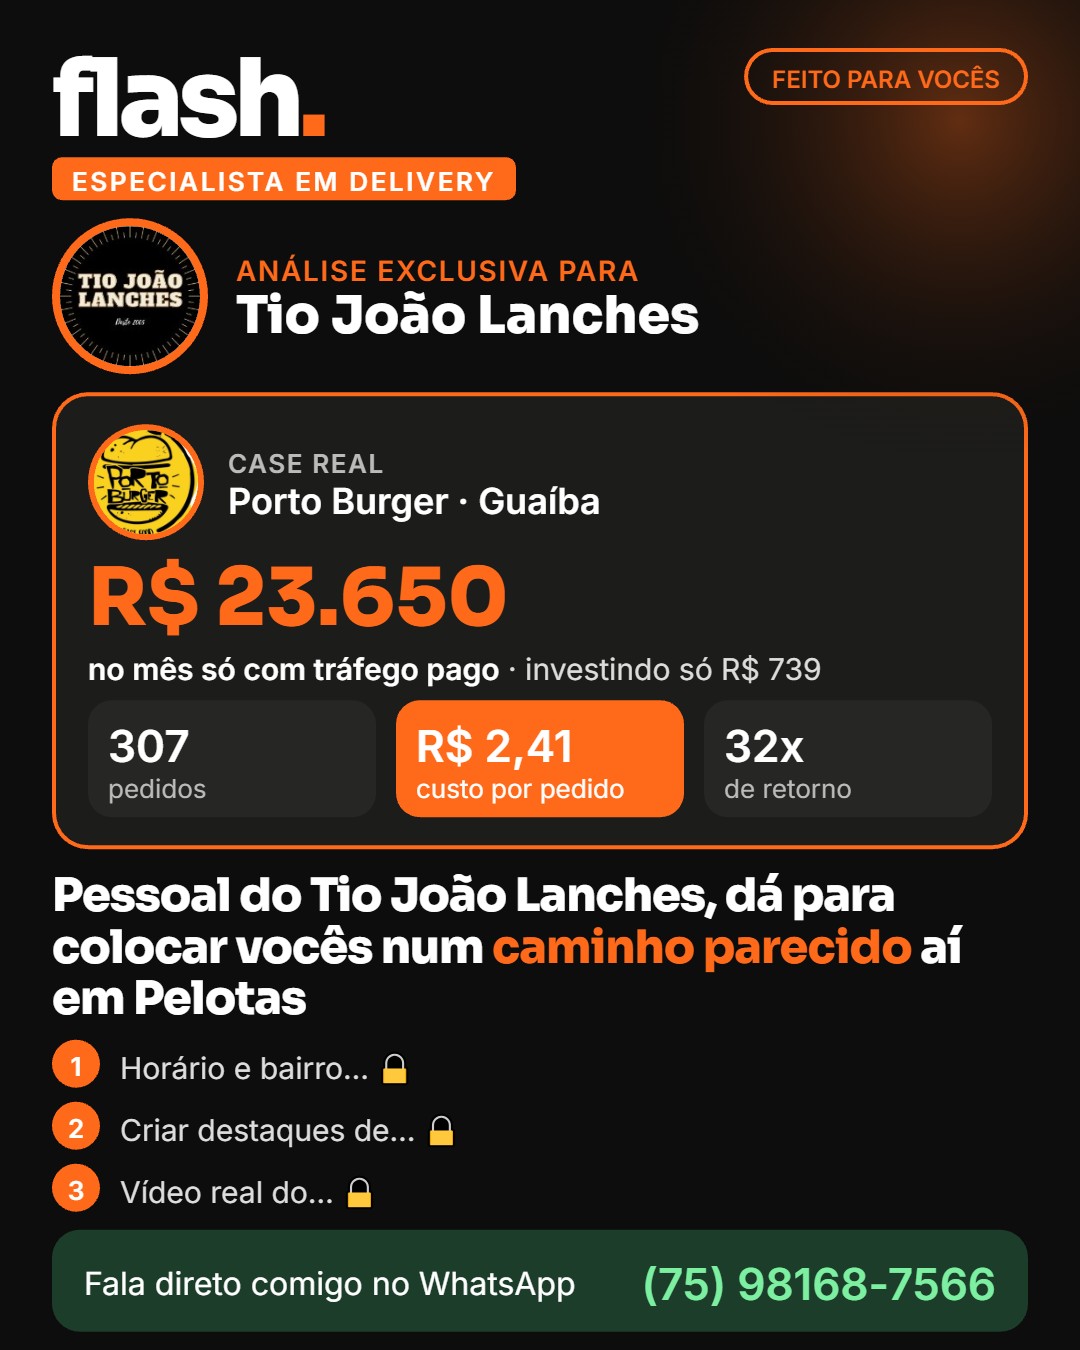 flash.
FEITO PARA VOCÊS
ESPECIALISTA EM DELIVERY
TIO JOÃO
LANCHES
Desde 2003
ANÁLISE EXCLUSIVA PARA
Tio João Lanches
PORTO
BURGER
CASE REAL
Porto Burger · Guaíba
R$ 23.650
no mês só com tráfego pago · investindo só R$ 739
307
pedidos
R$ 2,41
custo por pedido
32x
de retorno
Pessoal do Tio João Lanches, dá para
colocar vocês num caminho parecido aí
em Pelotas
1 Horário e bairro... 🔒
2 Criar destaques de... 🔒
3 Vídeo real do... 🔒
Fala direto comigo no WhatsApp (75) 98168-7566